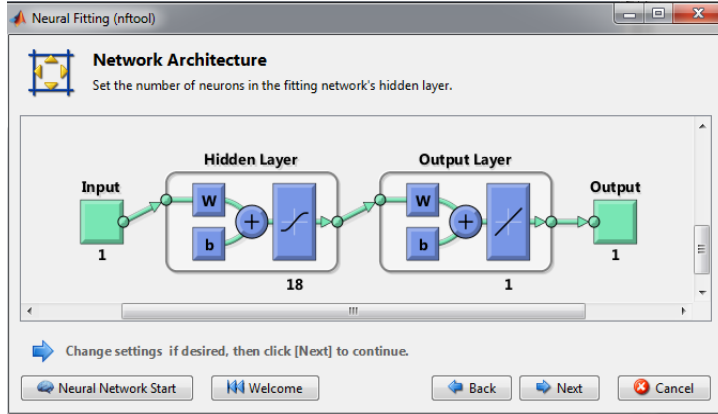 Neural Fitting (nftool)
Network Architecture
Set the number of neurons in the fitting network's hidden layer.
Hidden Layer
Output Layer
Input
Output
W
W
b
b
1
18
1
1
Change settings if desired, then click [Next] to continue.
Neural Network Start
Welcome
Back
Next
Cancel